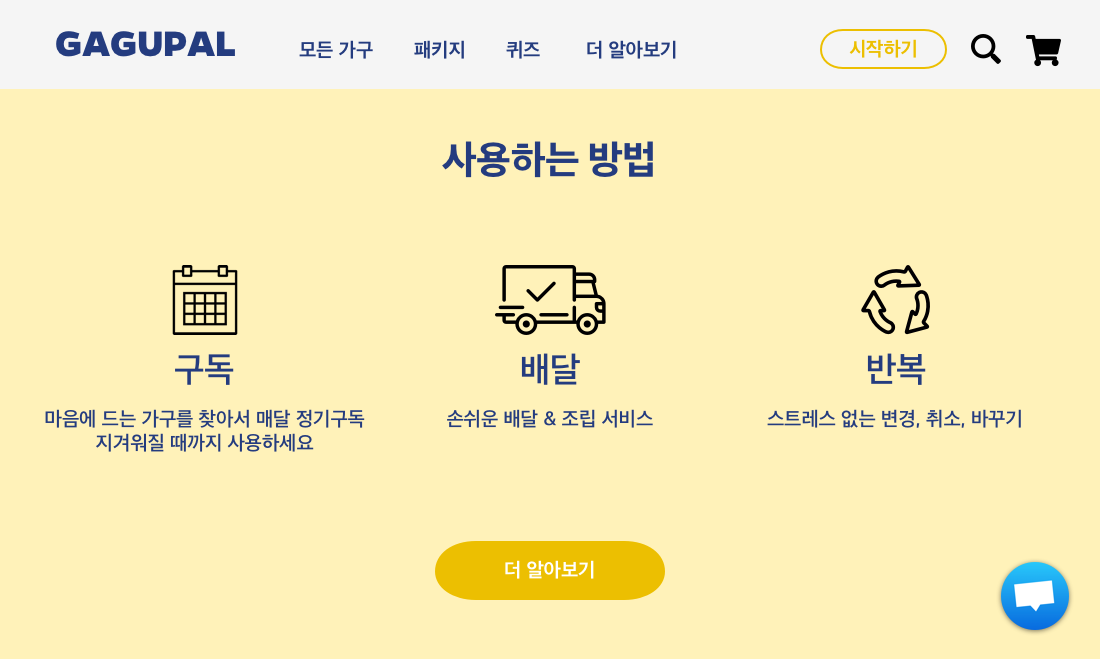 GAGUPAL
모든 가구
패키지
퀴즈
더 알아보기
시작하기
사용하는 방법
구독
마음에 드는 가구를 찾아서 매달 정기구독
지겨워질 때까지 사용하세요
배달
손쉬운 배달 & 조립 서비스
반복
스트레스 없는 변경, 취소, 바꾸기
더 알아보기